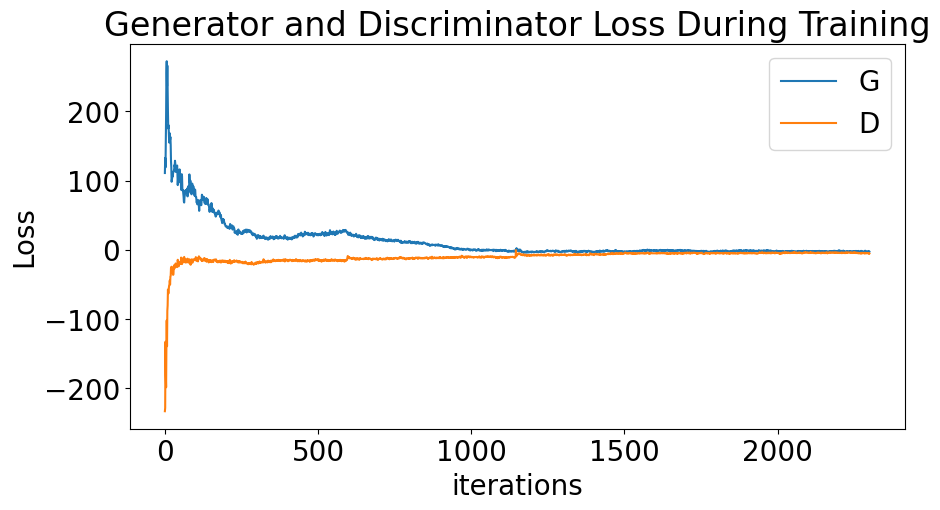 Generator and Discriminator Loss During Training
G
D
200
100
0
−100
−200
Loss
0 500 1000 1500 2000
iterations